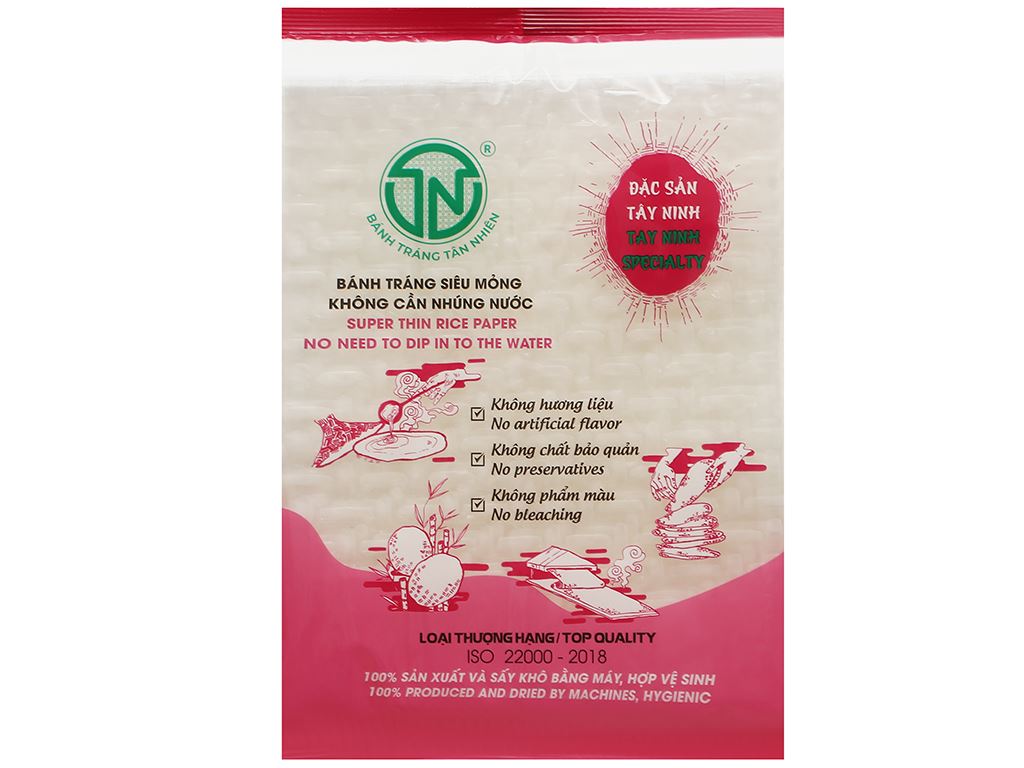 ®
TN
BÁNH TRÁNG TÂN NHIÊN
ĐẶC SẢN
TÂY NINH
TAY NINH
SPECIALTY
BÁNH TRÁNG SIÊU MỎNG
KHÔNG CẦN NHÚNG NƯỚC
SUPER THIN RICE PAPER
NO NEED TO DIP IN TO THE WATER
Không hương liệu
No artificial flavor
Không chất bảo quản
No preservatives
Không phẩm màu
No bleaching
LOẠI THƯỢNG HẠNG/TOP QUALITY
ISO 22000 - 2018
100% SẢN XUẤT VÀ SẤY KHÔ BẰNG MÁY, HỢP VỆ SINH
100% PRODUCED AND DRIED BY MACHINES, HYGIENIC